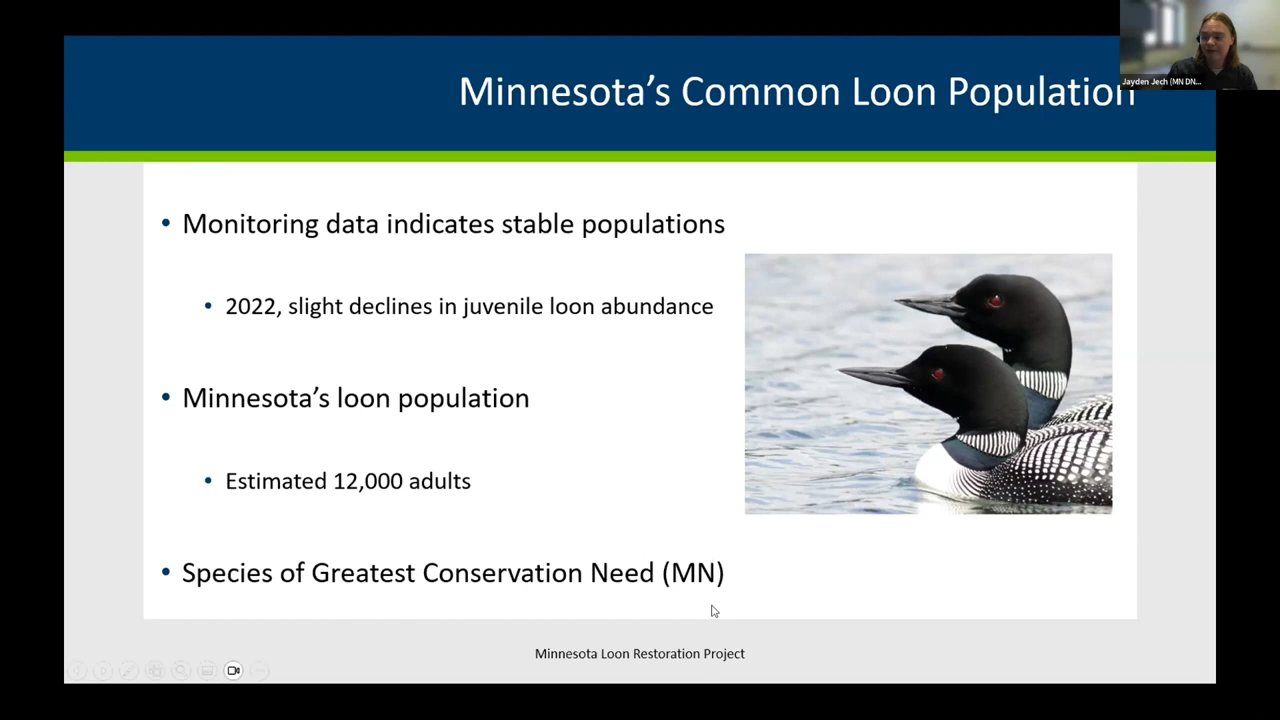 Minnesota's Common Loon Population
Jayden Jech (MN DN...
• Monitoring data indicates stable populations
• 2022, slight declines in juvenile loon abundance
• Minnesota's loon population
• Estimated 12,000 adults
• Species of Greatest Conservation Need (MN)
Minnesota Loon Restoration Project